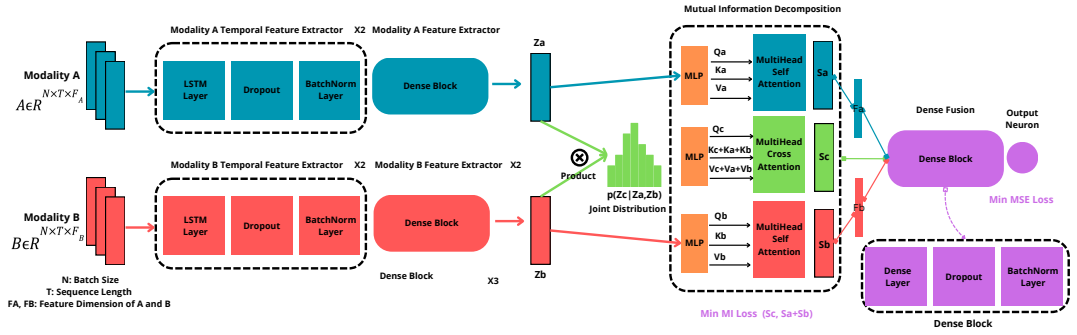 Mutual Information Decomposition
Modality A Temporal Feature Extractor X2 Modality A Feature Extractor
Za
Modality A
AϵR^{N×T×F_A}
LSTM
Layer
Dropout
BatchNorm
Layer
Dense Block
MLP
Qa
Ka
Va
MultiHead
Self
Attention
Sa
Fa
Dense Fusion
Output
Neuron
Product
p(Zc|Za,Zb)
Joint Distribution
MLP
Qc
Kc+Ka+Kb
Vc+Va+Vb
MultiHead
Cross
Attention
Sc
Dense Block
Modality B Temporal Feature Extractor X2 Modality B Feature Extractor X2
Modality B
BϵR^{N×T×F_B}
LSTM
Layer
Dropout
BatchNorm
Layer
Dense Block
Zb
MLP
Qb
Kb
Vb
MultiHead
Self
Attention
Sb
Fb
Min MSE Loss
N: Batch Size
T: Sequence Length
FA, FB: Feature Dimension of A and B
Dense Block X3
Min MI Loss (Sc, Sa+Sb)
Dense
Layer
Dropout
BatchNorm
Layer
Dense Block